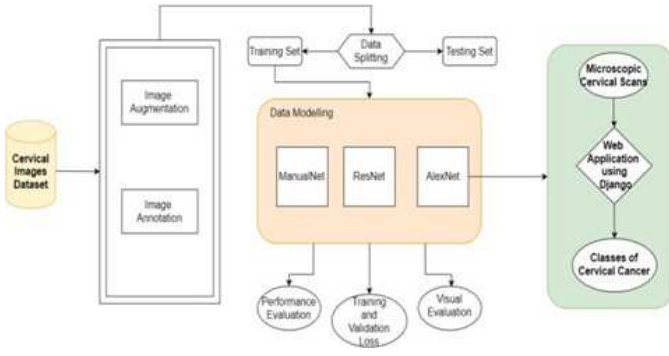 Cervical
Images
Dataset
Image
Augmentation
Image
Annotation
Training Set
Data
Splitting
Testing Set
Data Modelling
ManualNet
ResNet
AlexNet
Performance
Evaluation
Training
and
Validation
Loss
Visual
Evaluation
Microscopic
Cervical Scans
Web
Application
using
Django
Classes of
Cervical Cancer